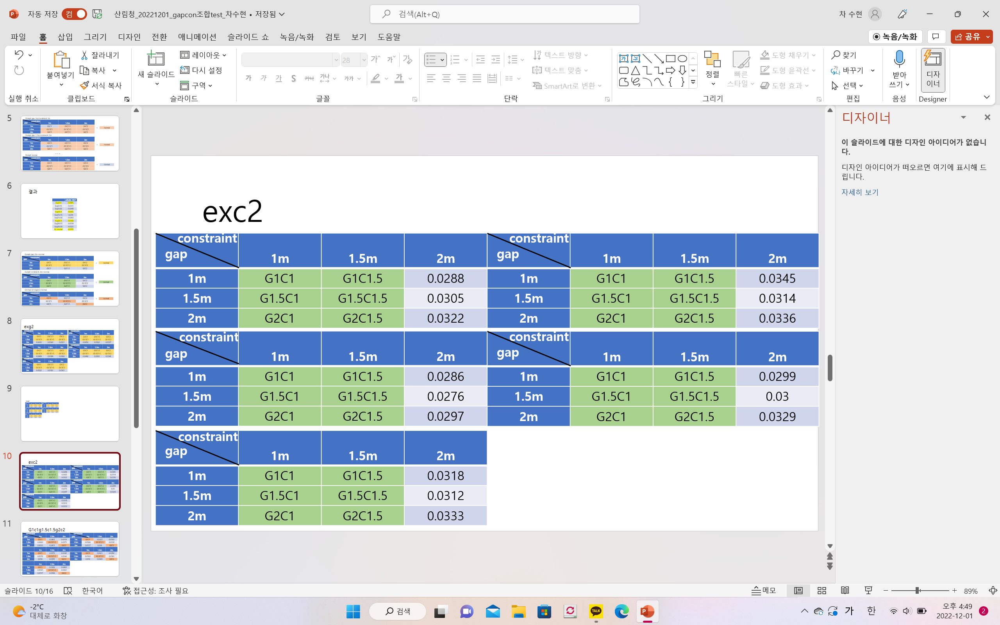 자동 저장 켬 산림청_20221201_gapcon조합test_차수현 • 저장됨 검색(Alt+Q) 차 수현
파일 홈 삽입 그리기 디자인 전환 애니메이션 슬라이드 쇼 녹음/녹화 검토 보기 도움말 녹음/녹화 공유
붙여넣기 잘라내기 복사 서식 복사
새 슬라이드 레이아웃 다시 설정 구역
28 가 가 가
가 가 가 S 가나 가나 가가 가
텍스트 방향
텍스트 맞춤
SmartArt로 변환
정렬 빠른 스타일
도형 채우기
도형 윤곽선
도형 효과
찾기
바꾸기
선택
받아쓰기
디자이너
실행 취소 클립보드 슬라이드 글꼴 단락 그리기 편집 음성 Designer
5
6
결과
7
8
exg2
9
10
exc2
11
G1c1g1.5c1.5g2c2
exc2
constraint gap 1m 1.5m 2m constraint gap 1m 1.5m 2m
1m G1C1 G1C1.5 0.0288 1m G1C1 G1C1.5 0.0345
1.5m G1.5C1 G1.5C1.5 0.0305 1.5m G1.5C1 G1.5C1.5 0.0314
2m G2C1 G2C1.5 0.0322 2m G2C1 G2C1.5 0.0336
constraint gap 1m 1.5m 2m constraint gap 1m 1.5m 2m
1m G1C1 G1C1.5 0.0286 1m G1C1 G1C1.5 0.0299
1.5m G1.5C1 G1.5C1.5 0.0276 1.5m G1.5C1 G1.5C1.5 0.03
2m G2C1 G2C1.5 0.0297 2m G2C1 G2C1.5 0.0329
constraint gap 1m 1.5m 2m
1m G1C1 G1C1.5 0.0318
1.5m G1.5C1 G1.5C1.5 0.0312
2m G2C1 G2C1.5 0.0333
디자이너
이 슬라이드에 대한 디자인 아이디어가 없습니
다.
디자인 아이디어가 떠오르면 여기에 표시해 드
립니다.
자세히 보기
슬라이드 10/16 한국어 접근성: 조사 필요 메모 89%
-2°C
대체로 화창
검색
TALK
가 한
오후 4:49
2022-12-01
2